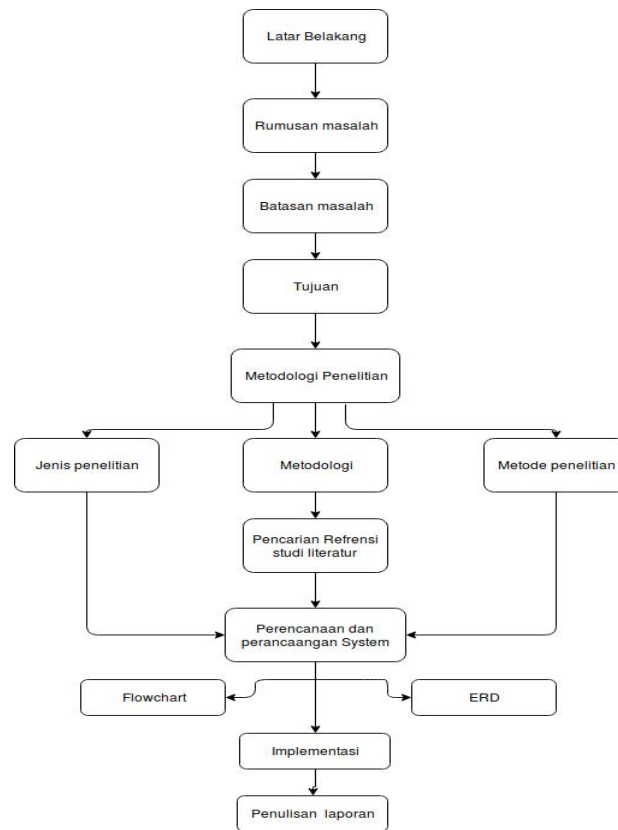 Latar Belakang
Rumusan masalah
Batasan masalah
Tujuan
Metodologi Penelitian
Jenis penelitian
Metodologi
Metode penelitian
Pencarian Refrensi
studi literatur
Perencanaan dan
perancaangan System
Flowchart
ERD
Implementasi
Penulisan laporan